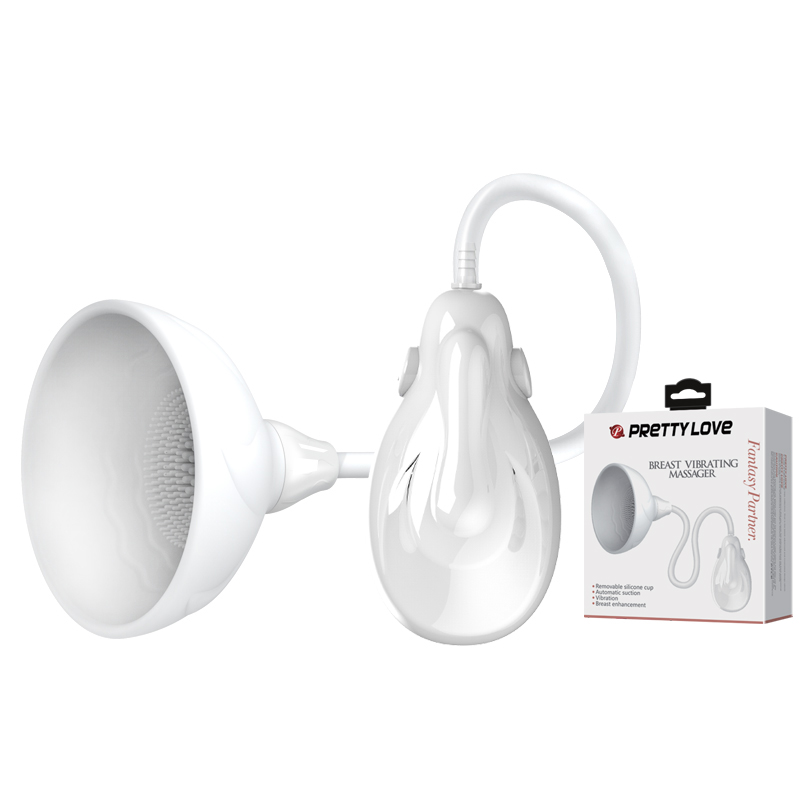 P PRETTY LOVE
BREAST VIBRATING
MASSAGER
Fantasy Partner.
• Removable silicone cup
• Automatic suction
• Vibration
• Breast enhancement